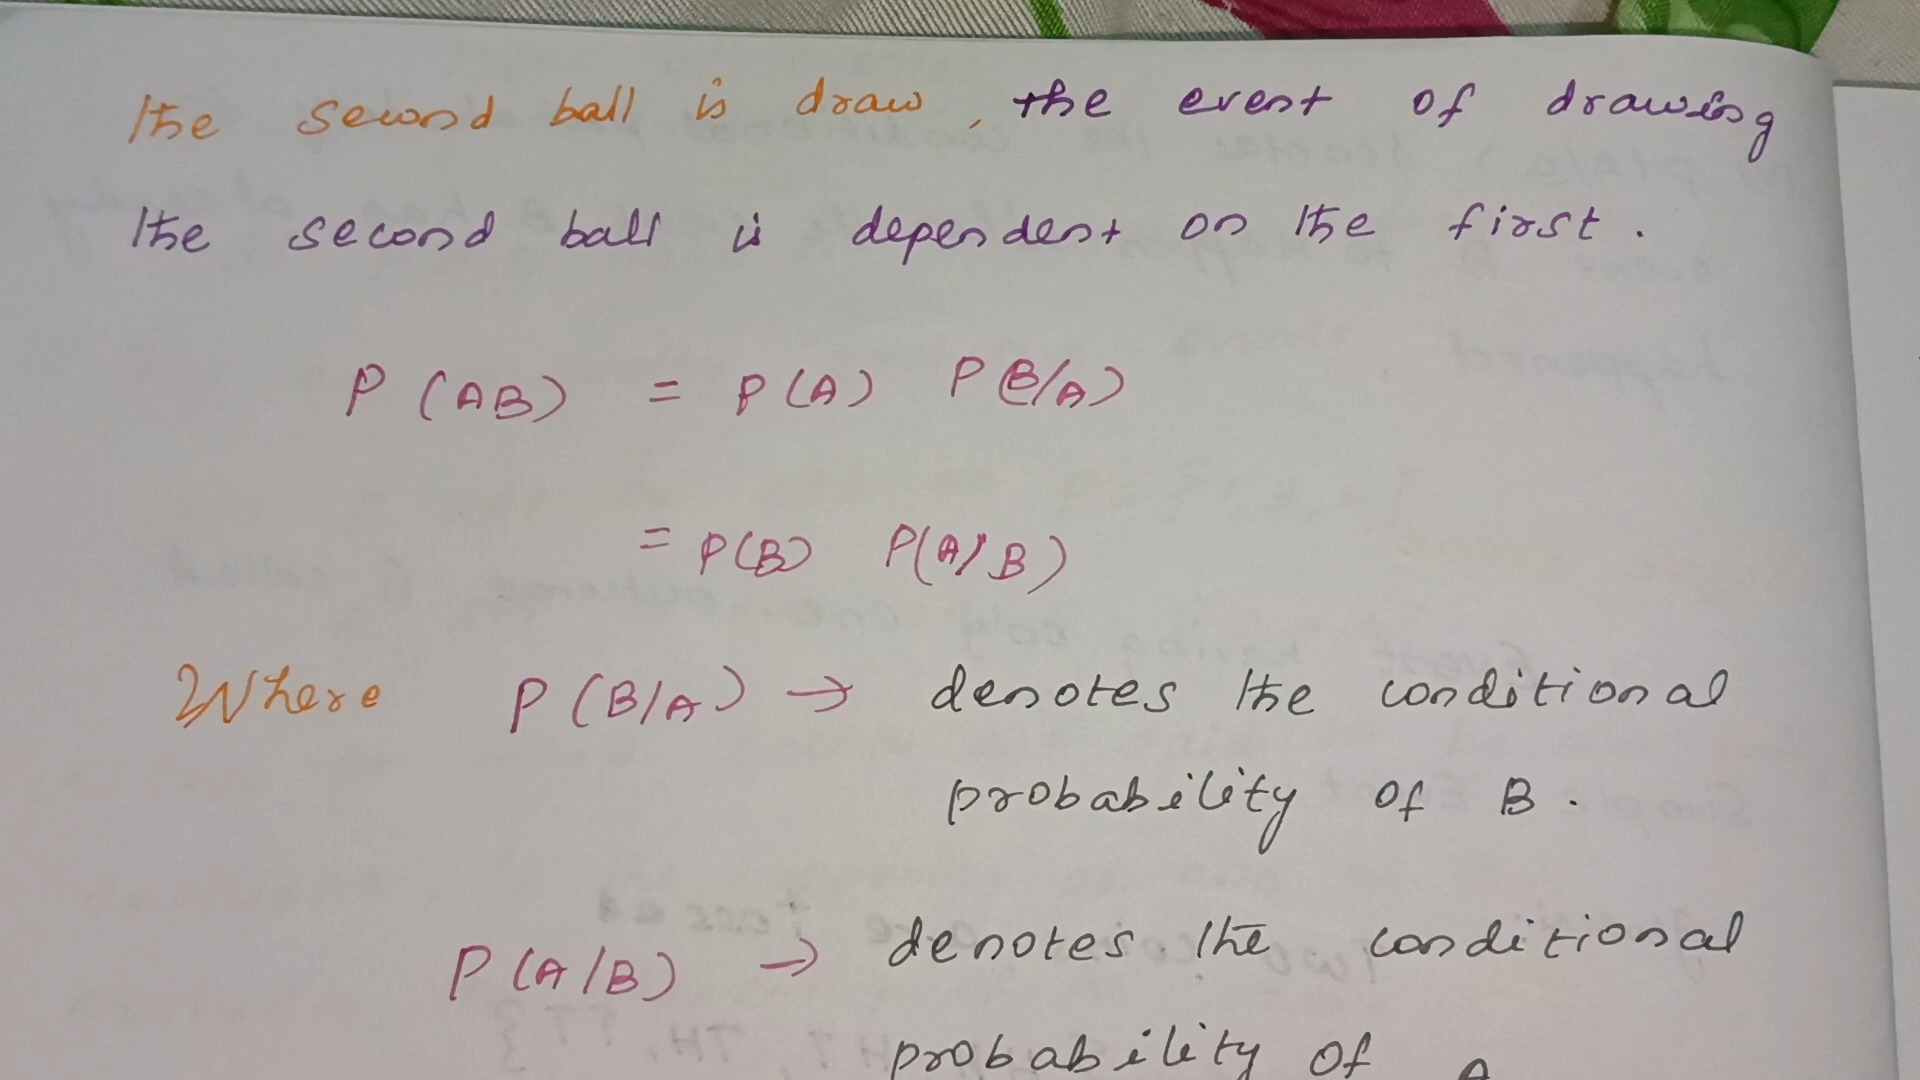 the second ball is draw, the event of drawing
the second ball is dependent on the first.
P (AB) = P(A) P(B/A)
= P(B) P(A/B)
Where P(B/A) → denotes the conditional
probability of B.
P(A/B) → denotes the conditional
probability of A